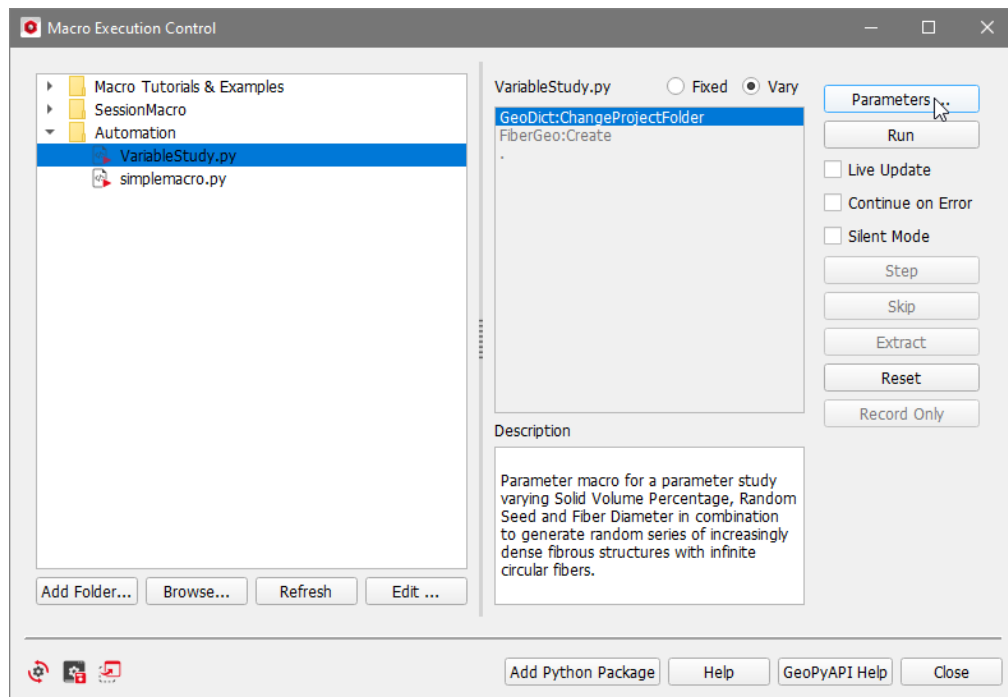 Macro Execution Control
Macro Tutorials & Examples
SessionMacro
Automation
VariableStudy.py
simplemacro.py
Add Folder...
Browse...
Refresh
Edit ...
VariableStudy.py
Fixed
Vary
GeoDict:ChangeProjectFolder
FiberGeo:Create
.
Description
Parameter macro for a parameter study
varying Solid Volume Percentage, Random
Seed and Fiber Diameter in combination
to generate random series of increasingly
dense fibrous structures with infinite
circular fibers.
Parameters ...
Run
Live Update
Continue on Error
Silent Mode
Step
Skip
Extract
Reset
Record Only
Add Python Package
Help
GeoPyAPI Help
Close